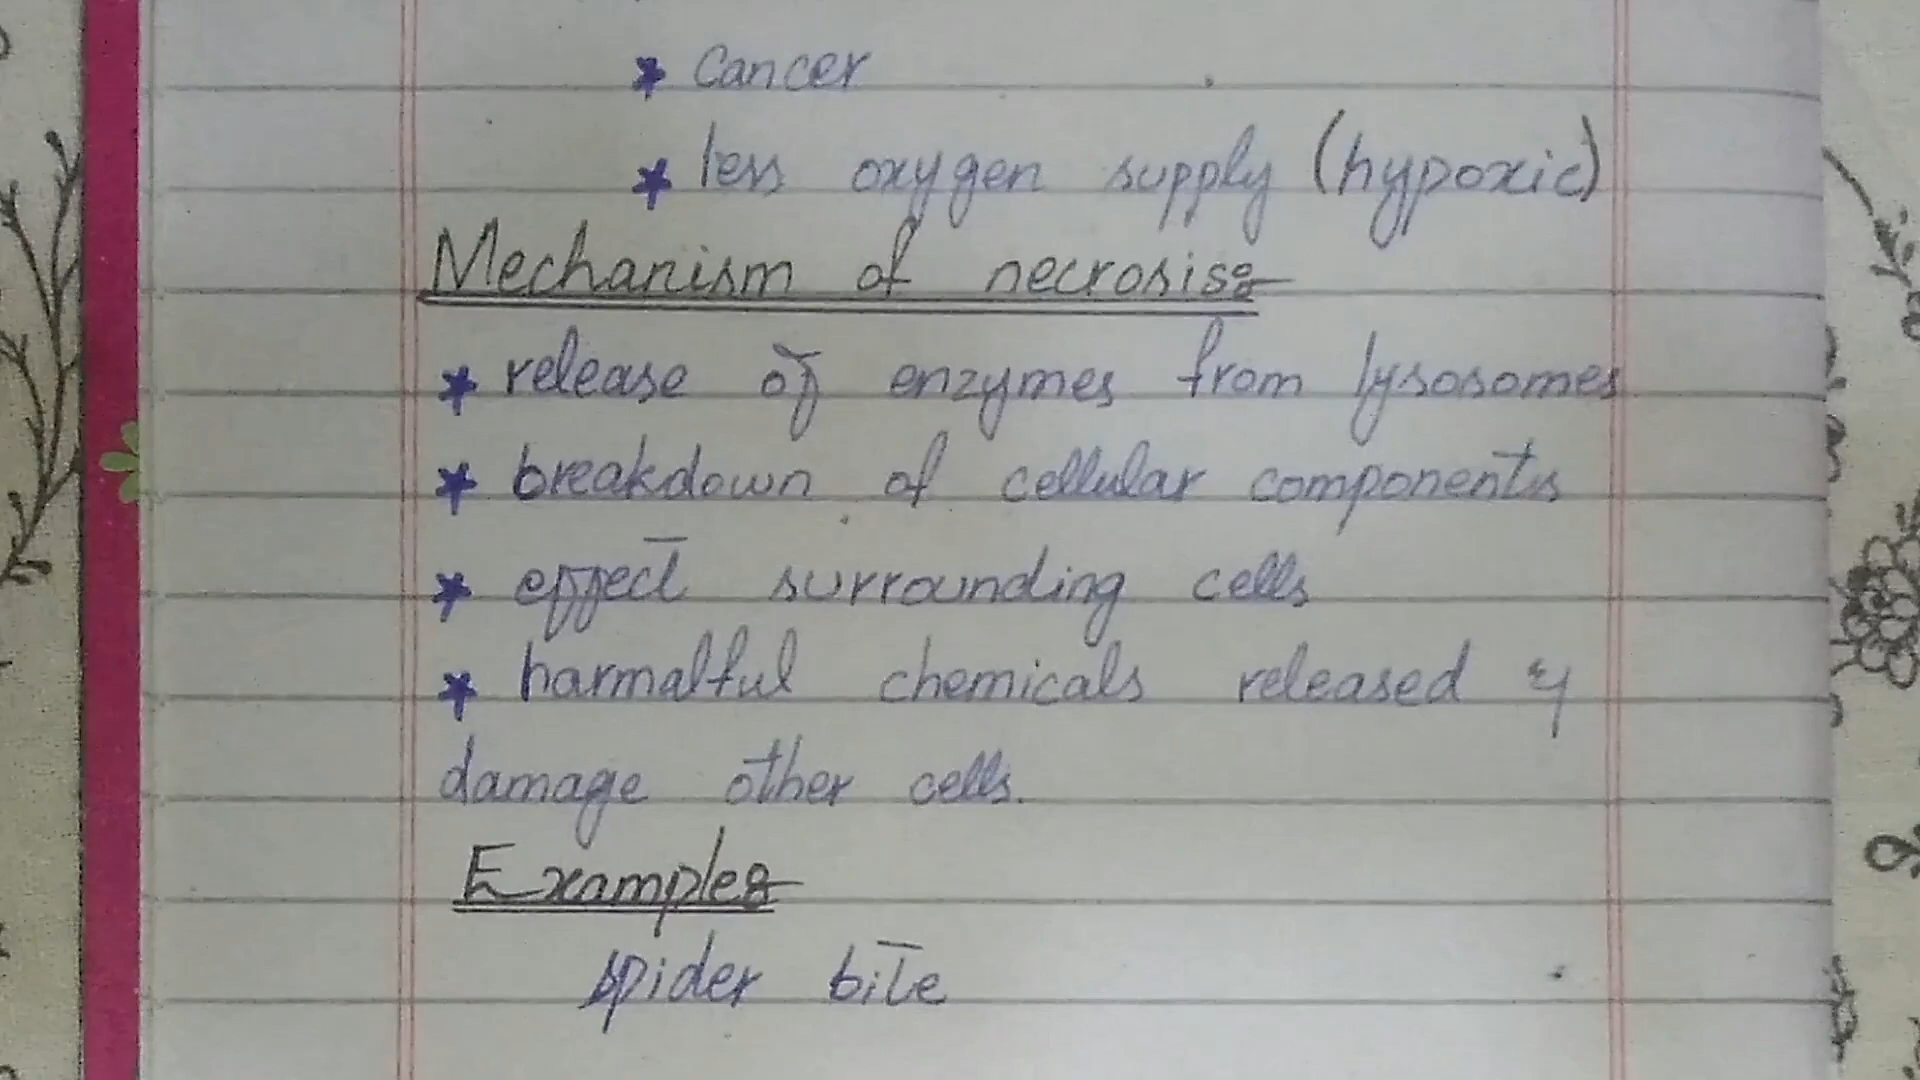 * Cancer
* less oxygen supply (hypoxic)
Mechanism of necrosis:-
* release of enzymes from lysosomes
* breakdown of cellular components
* effect surrounding cells
* harmalful chemicals released &
damage other cells.
Example:-
spider bite